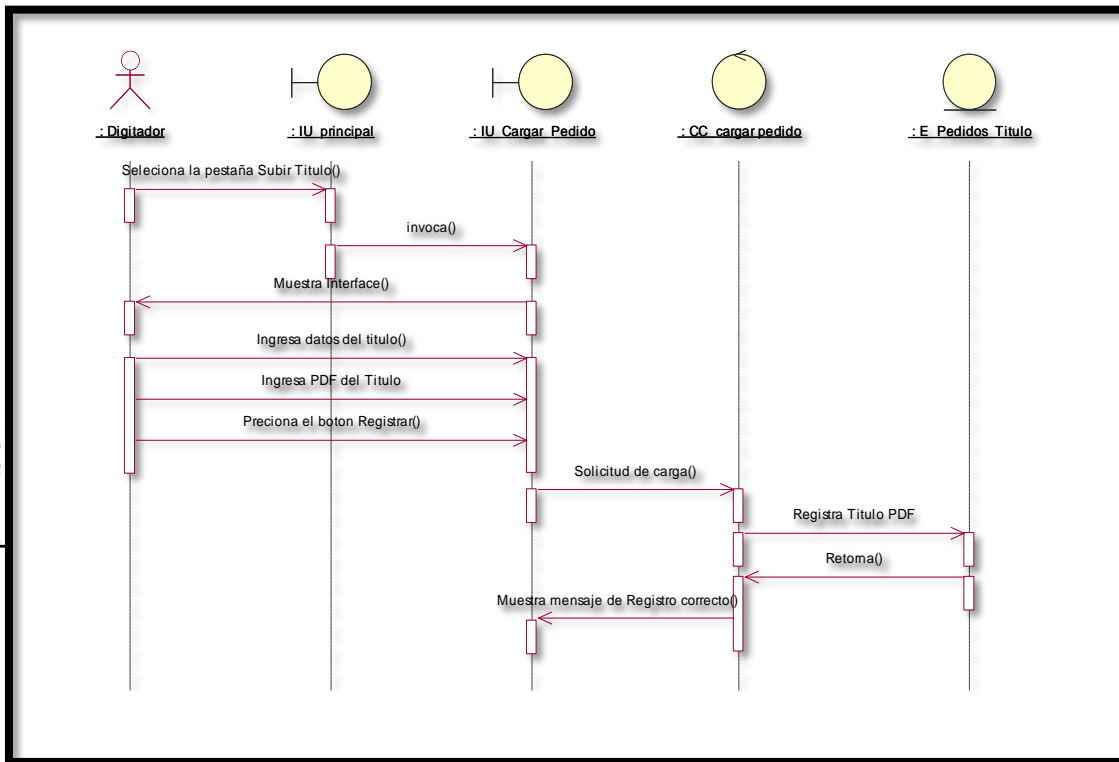 : Digitador
: IU_principal
: IU_Cargar_Pedido
: CC_cargar pedido
: E_Pedidos_Titulo
Seleciona la pestaña Subir Titulo()
invoca()
Muestra Interface()
Ingresa datos del titulo()
Ingresa PDF del Titulo
Preciona el boton Registrar()
Solicitud de carga()
Registra Titulo PDF
Retorna()
Muestra mensaje de Registro correcto()